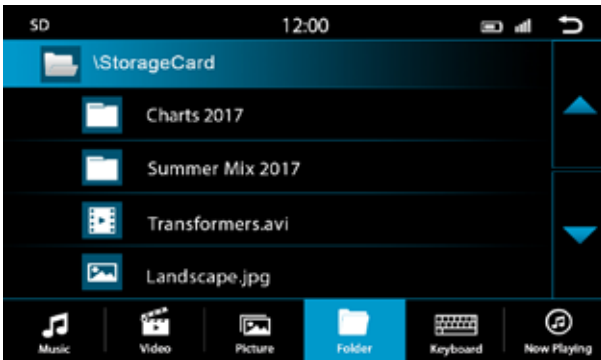 SD 12:00
\StorageCard
Charts 2017
Summer Mix 2017
Transformers.avi
Landscape.jpg
Music Video Picture Folder Keyboard Now Playing